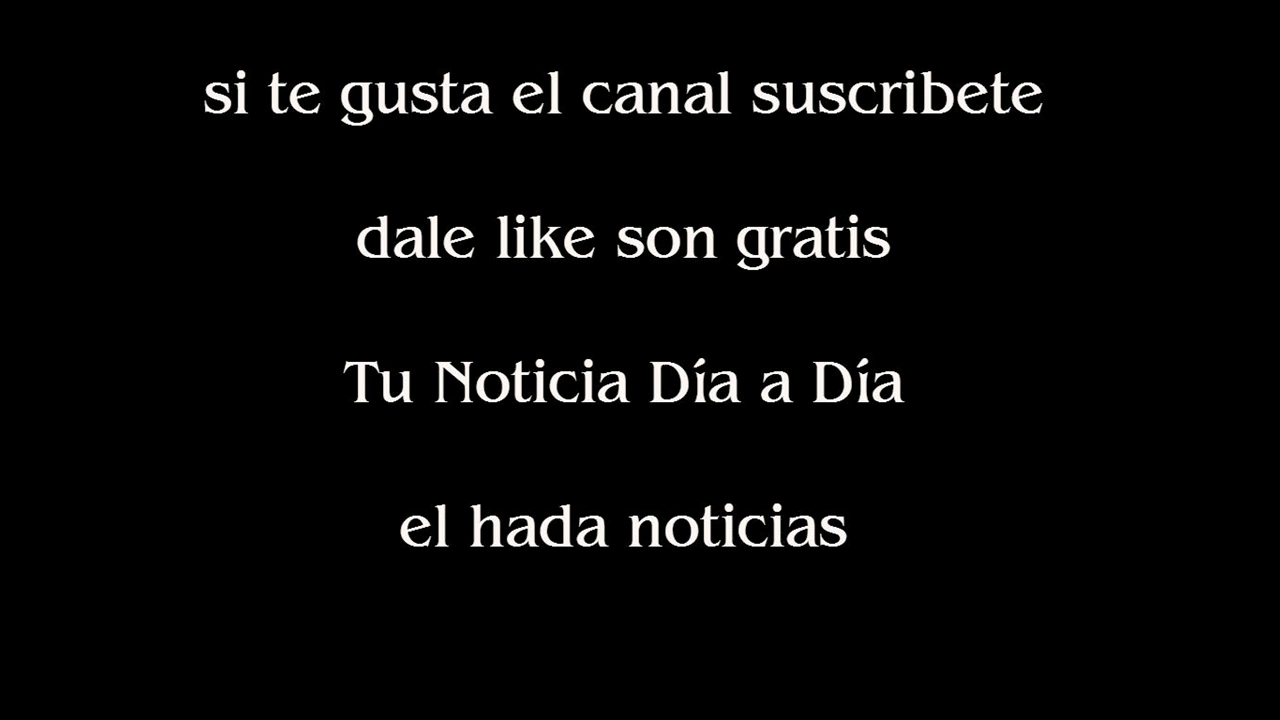 si te gusta el canal suscribete
dale like son gratis
Tu Noticia Día a Día
el hada noticias